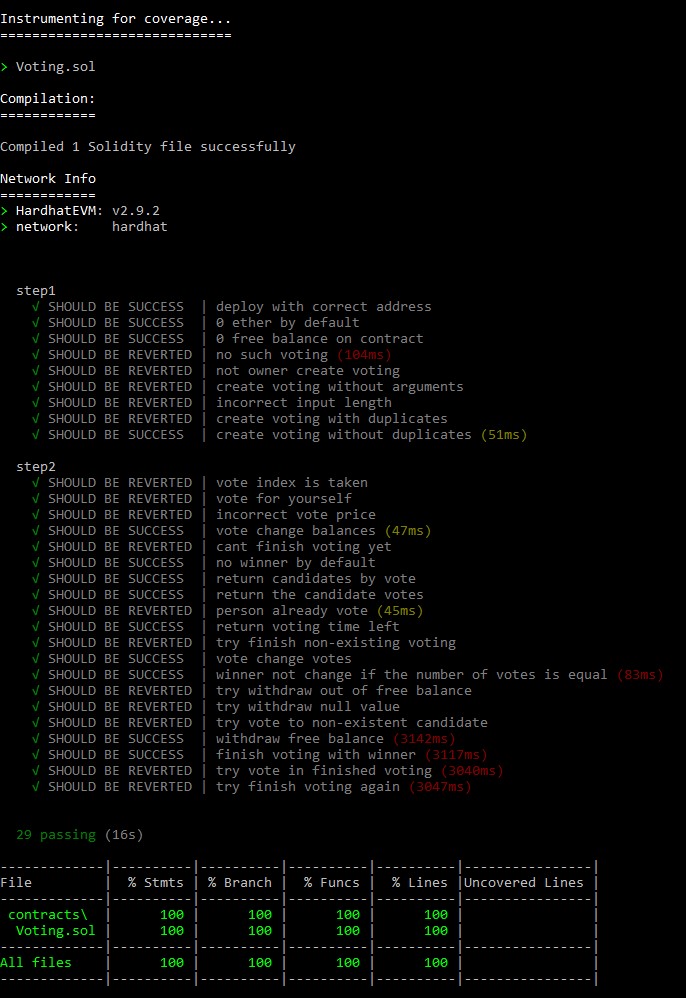 Instrumenting for coverage...
=============================
> Voting.sol
Compilation:
============
Compiled 1 Solidity file successfully
Network Info
============
> HardhatEVM: v2.9.2
> network:    hardhat
step1
√ SHOULD BE SUCCESS  | deploy with correct address
√ SHOULD BE SUCCESS  | 0 ether by default
√ SHOULD BE SUCCESS  | 0 free balance on contract
√ SHOULD BE REVERTED | no such voting (104ms)
√ SHOULD BE REVERTED | not owner create voting
√ SHOULD BE REVERTED | create voting without arguments
√ SHOULD BE REVERTED | incorrect input length
√ SHOULD BE REVERTED | create voting with duplicates
√ SHOULD BE SUCCESS  | create voting without duplicates (51ms)
step2
√ SHOULD BE REVERTED | vote index is taken
√ SHOULD BE REVERTED | vote for yourself
√ SHOULD BE REVERTED | incorrect vote price
√ SHOULD BE SUCCESS  | vote change balances (47ms)
√ SHOULD BE REVERTED | cant finish voting yet
√ SHOULD BE SUCCESS  | no winner by default
√ SHOULD BE SUCCESS  | return candidates by vote
√ SHOULD BE SUCCESS  | return the candidate votes
√ SHOULD BE REVERTED | person already vote (45ms)
√ SHOULD BE SUCCESS  | return voting time left
√ SHOULD BE REVERTED | try finish non-existing voting
√ SHOULD BE SUCCESS  | vote change votes
√ SHOULD BE SUCCESS  | winner not change if the number of votes is equal (83ms)
√ SHOULD BE REVERTED | try withdraw out of free balance
√ SHOULD BE REVERTED | try withdraw null value
√ SHOULD BE REVERTED | try vote to non-existent candidate
√ SHOULD BE SUCCESS  | withdraw free balance (3142ms)
√ SHOULD BE SUCCESS  | finish voting with winner (3117ms)
√ SHOULD BE REVERTED | try vote in finished voting (3040ms)
√ SHOULD BE REVERTED | try finish voting again (3047ms)
29 passing (16s)
-------------|----------|----------|----------|----------|----------------|
File         |  % Stmts | % Branch |  % Funcs |  % Lines |Uncovered Lines |
-------------|----------|----------|----------|----------|----------------|
 contracts\  |      100 |      100 |      100 |      100 |                |
  Voting.sol |      100 |      100 |      100 |      100 |                |
-------------|----------|----------|----------|----------|----------------|
All files    |      100 |      100 |      100 |      100 |                |
-------------|----------|----------|----------|----------|----------------|